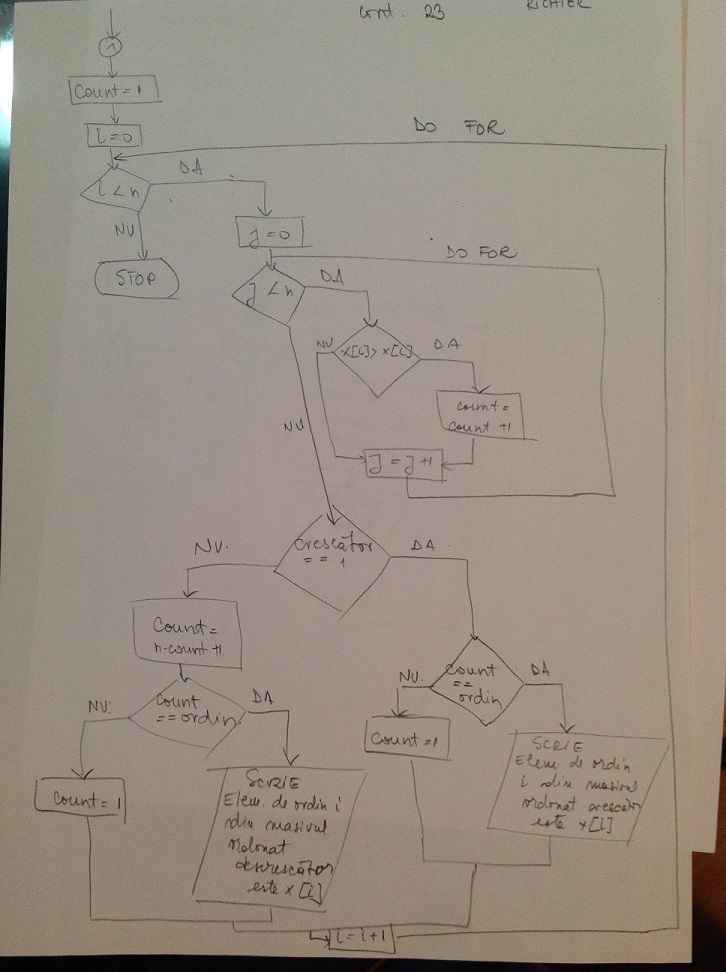 cont. 23
RICHTER
1
Count = 1
i=0
DO FOR
i < n
DA
NU
STOP
j=0
DO FOR
j < n
DA
NU
x[i]> x[i]
NU
DA
count =
count +1
j = j+1
crescător
== 1
NU.
DA
Count =
n-count +1
count
== ordin
NU.
DA
count = 1
SCRIE
Elem. de ordin i
din masivul
ordonat
descrescător
este x [i]
count
==
ordin
NU.
DA
count =1
SCRIE
Elem. de ordin
i din masivul
ordonat crescător
este x[i]
i = i+1